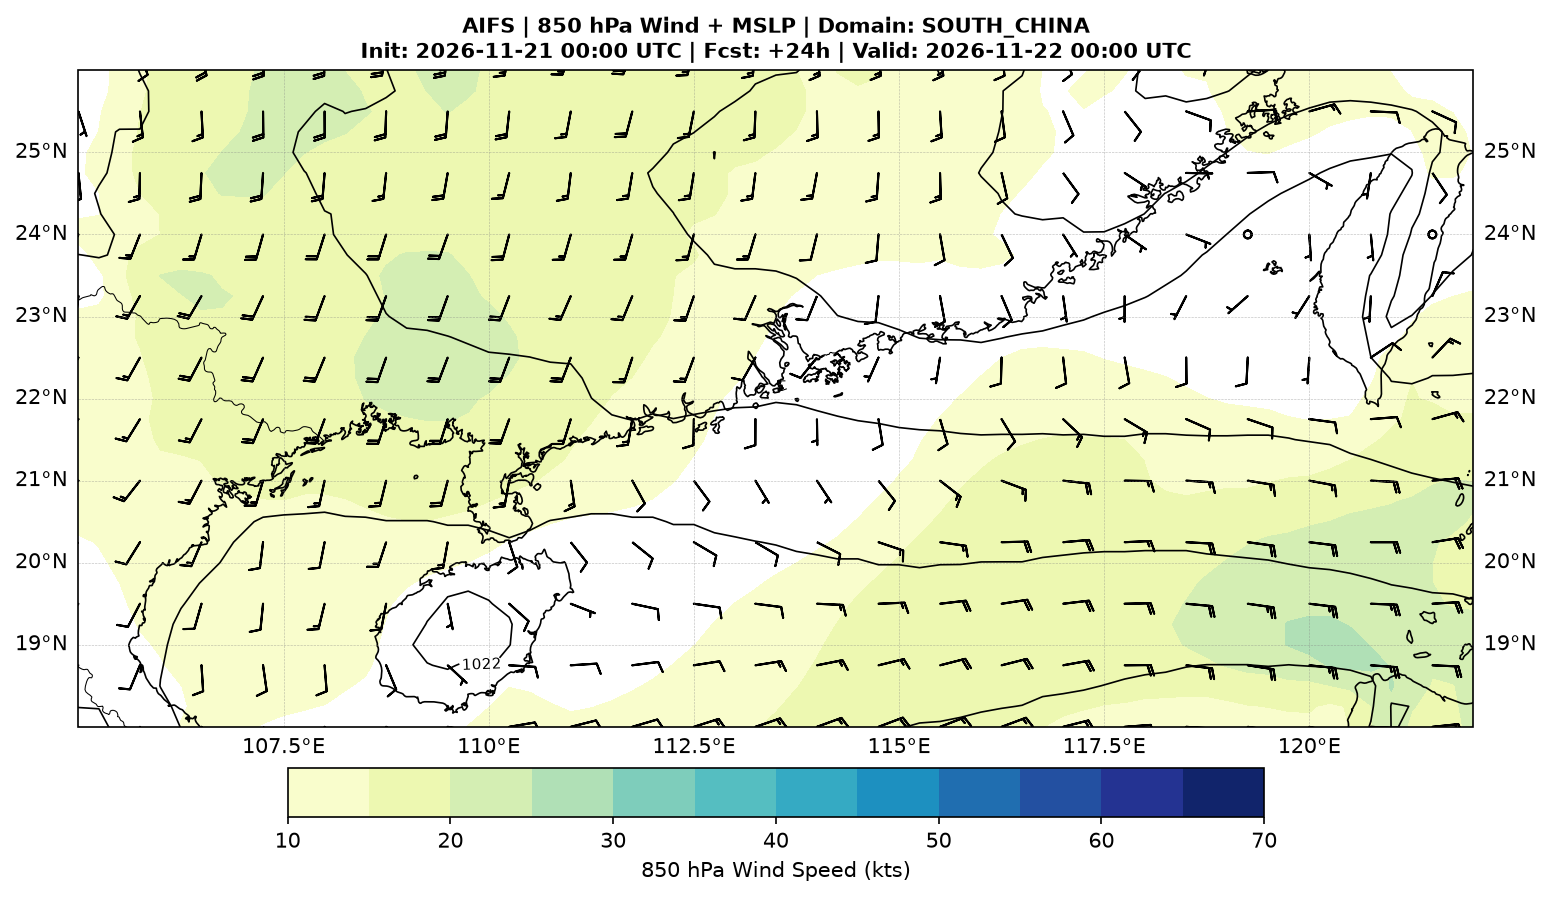 AIFS | 850 hPa Wind + MSLP | Domain: SOUTH_CHINA
Init: 2026-11-21 00:00 UTC | Fcst: +24h | Valid: 2026-11-22 00:00 UTC
25°N 25°N
24°N 24°N
23°N 23°N
22°N 22°N
21°N 21°N
20°N 20°N
19°N 19°N
1022
107.5°E 110°E 112.5°E 115°E 117.5°E 120°E
10 20 30 40 50 60 70
850 hPa Wind Speed (kts)